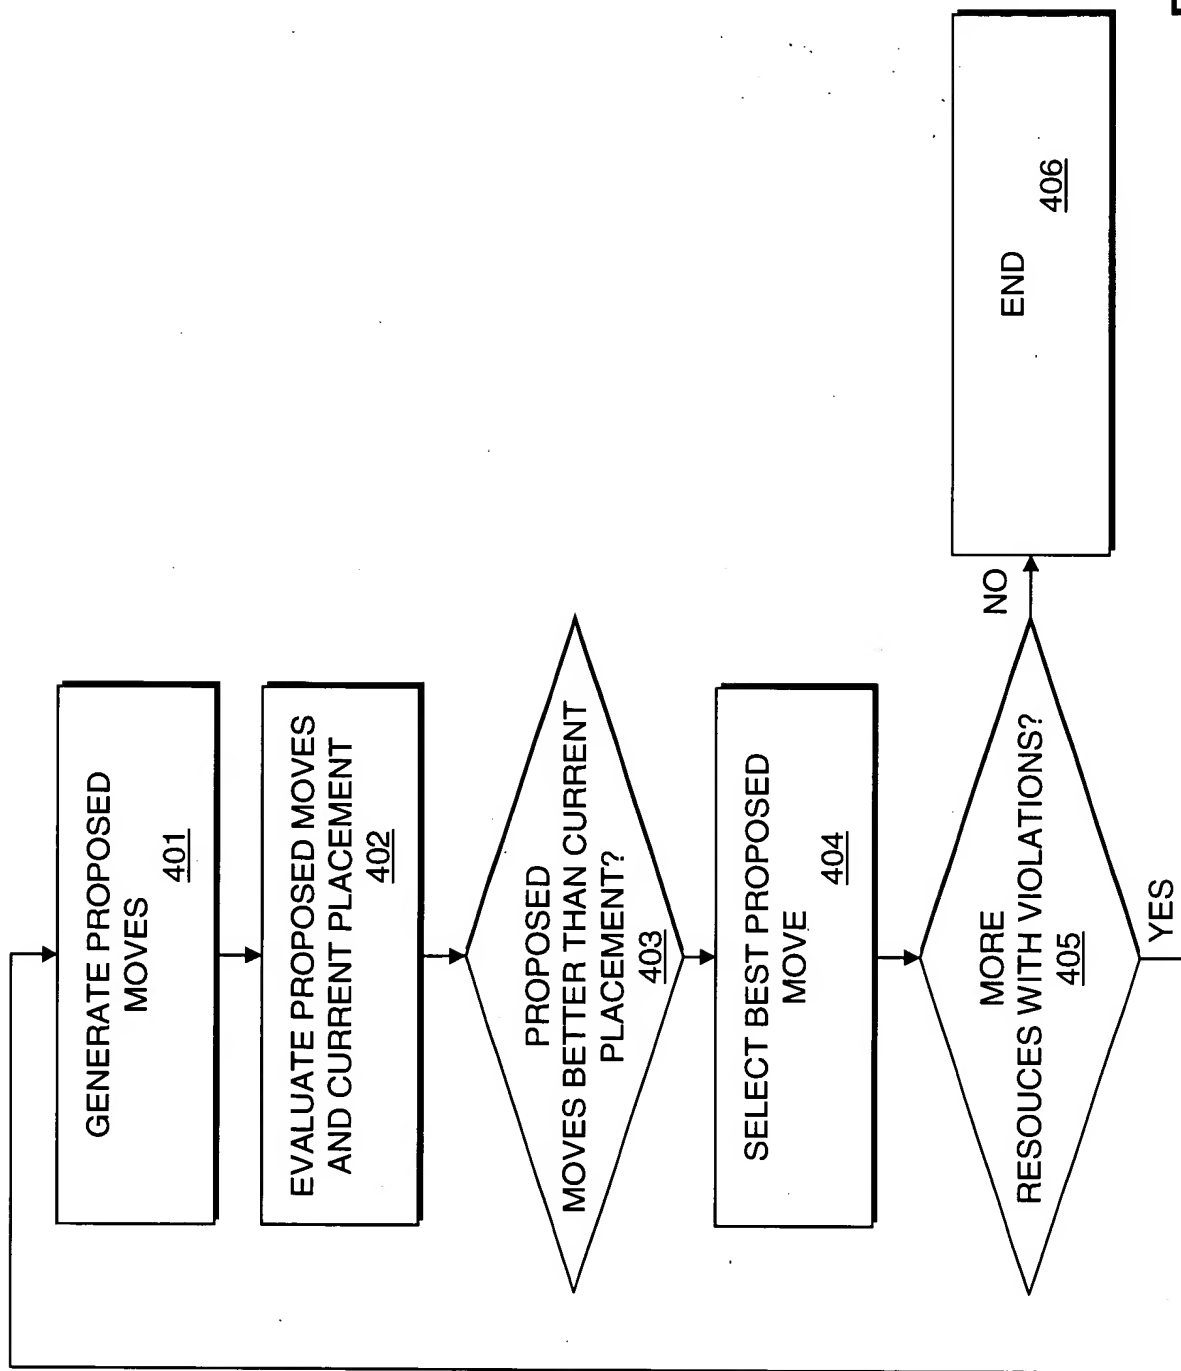 GENERATE PROPOSED
MOVES
401
EVALUATE PROPOSED MOVES
AND CURRENT PLACEMENT
402
PROPOSED
MOVES BETTER THAN CURRENT
PLACEMENT?
403
SELECT BEST PROPOSED
MOVE
404
MORE
RESOUCES WITH VIOLATIONS?
405
NO
YES
END
406